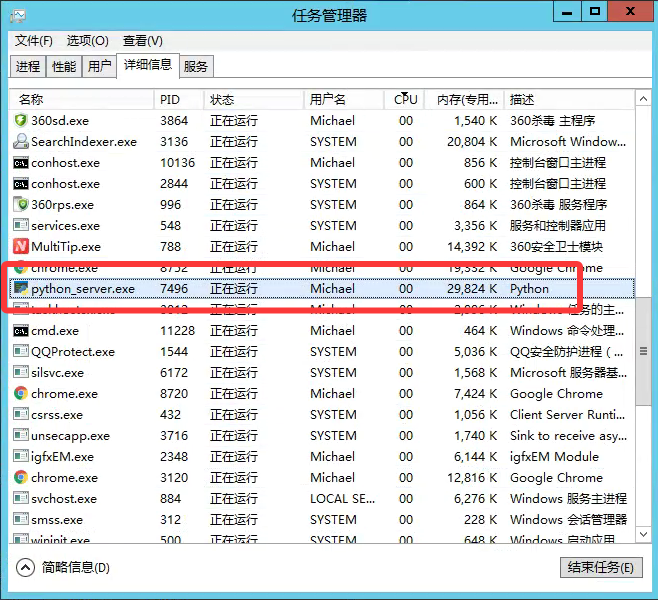 任务管理器
文件(F) 选项(O) 查看(V)
进程 性能 用户 详细信息 服务
名称 PID 状态 用户名 CPU 内存(专用... 描述
360sd.exe 3864 正在运行 Michael 00 1,540 K 360杀毒 主程序
SearchIndexer.exe 3136 正在运行 SYSTEM 00 20,804 K Microsoft Window...
conhost.exe 10136 正在运行 Michael 00 856 K 控制台窗口主进程
conhost.exe 2844 正在运行 SYSTEM 00 600 K 控制台窗口主进程
360rps.exe 996 正在运行 SYSTEM 00 864 K 360杀毒 服务程序
services.exe 548 正在运行 SYSTEM 00 3,356 K 服务和控制器应用
MultiTip.exe 788 正在运行 Michael 00 14,392 K 360安全卫士模块
chrome.exe 8752 正在运行 Michael 00 19,332 K Google Chrome
python_server.exe 7496 正在运行 Michael 00 29,824 K Python
Windows 任务的主...
cmd.exe 11228 正在运行 Michael 00 464 K Windows 命令处理...
QQProtect.exe 1544 正在运行 SYSTEM 00 5,036 K QQ安全防护进程（...
silsvc.exe 6172 正在运行 SYSTEM 00 1,568 K Microsoft 服务器基...
chrome.exe 8720 正在运行 Michael 00 7,424 K Google Chrome
csrss.exe 432 正在运行 SYSTEM 00 1,056 K Client Server Runti...
unsecapp.exe 3716 正在运行 SYSTEM 00 1,740 K Sink to receive asy...
igfxEM.exe 2348 正在运行 Michael 00 6,144 K igfxEM Module
chrome.exe 3120 正在运行 Michael 00 12,816 K Google Chrome
svchost.exe 884 正在运行 LOCAL SE... 00 6,276 K Windows 服务主进程
smss.exe 312 正在运行 SYSTEM 00 228 K Windows 会话管理器
wininit.exe 500 正在运行 SYSTEM 00 648 K Windows 启动应用
简略信息(D) 结束任务(E)